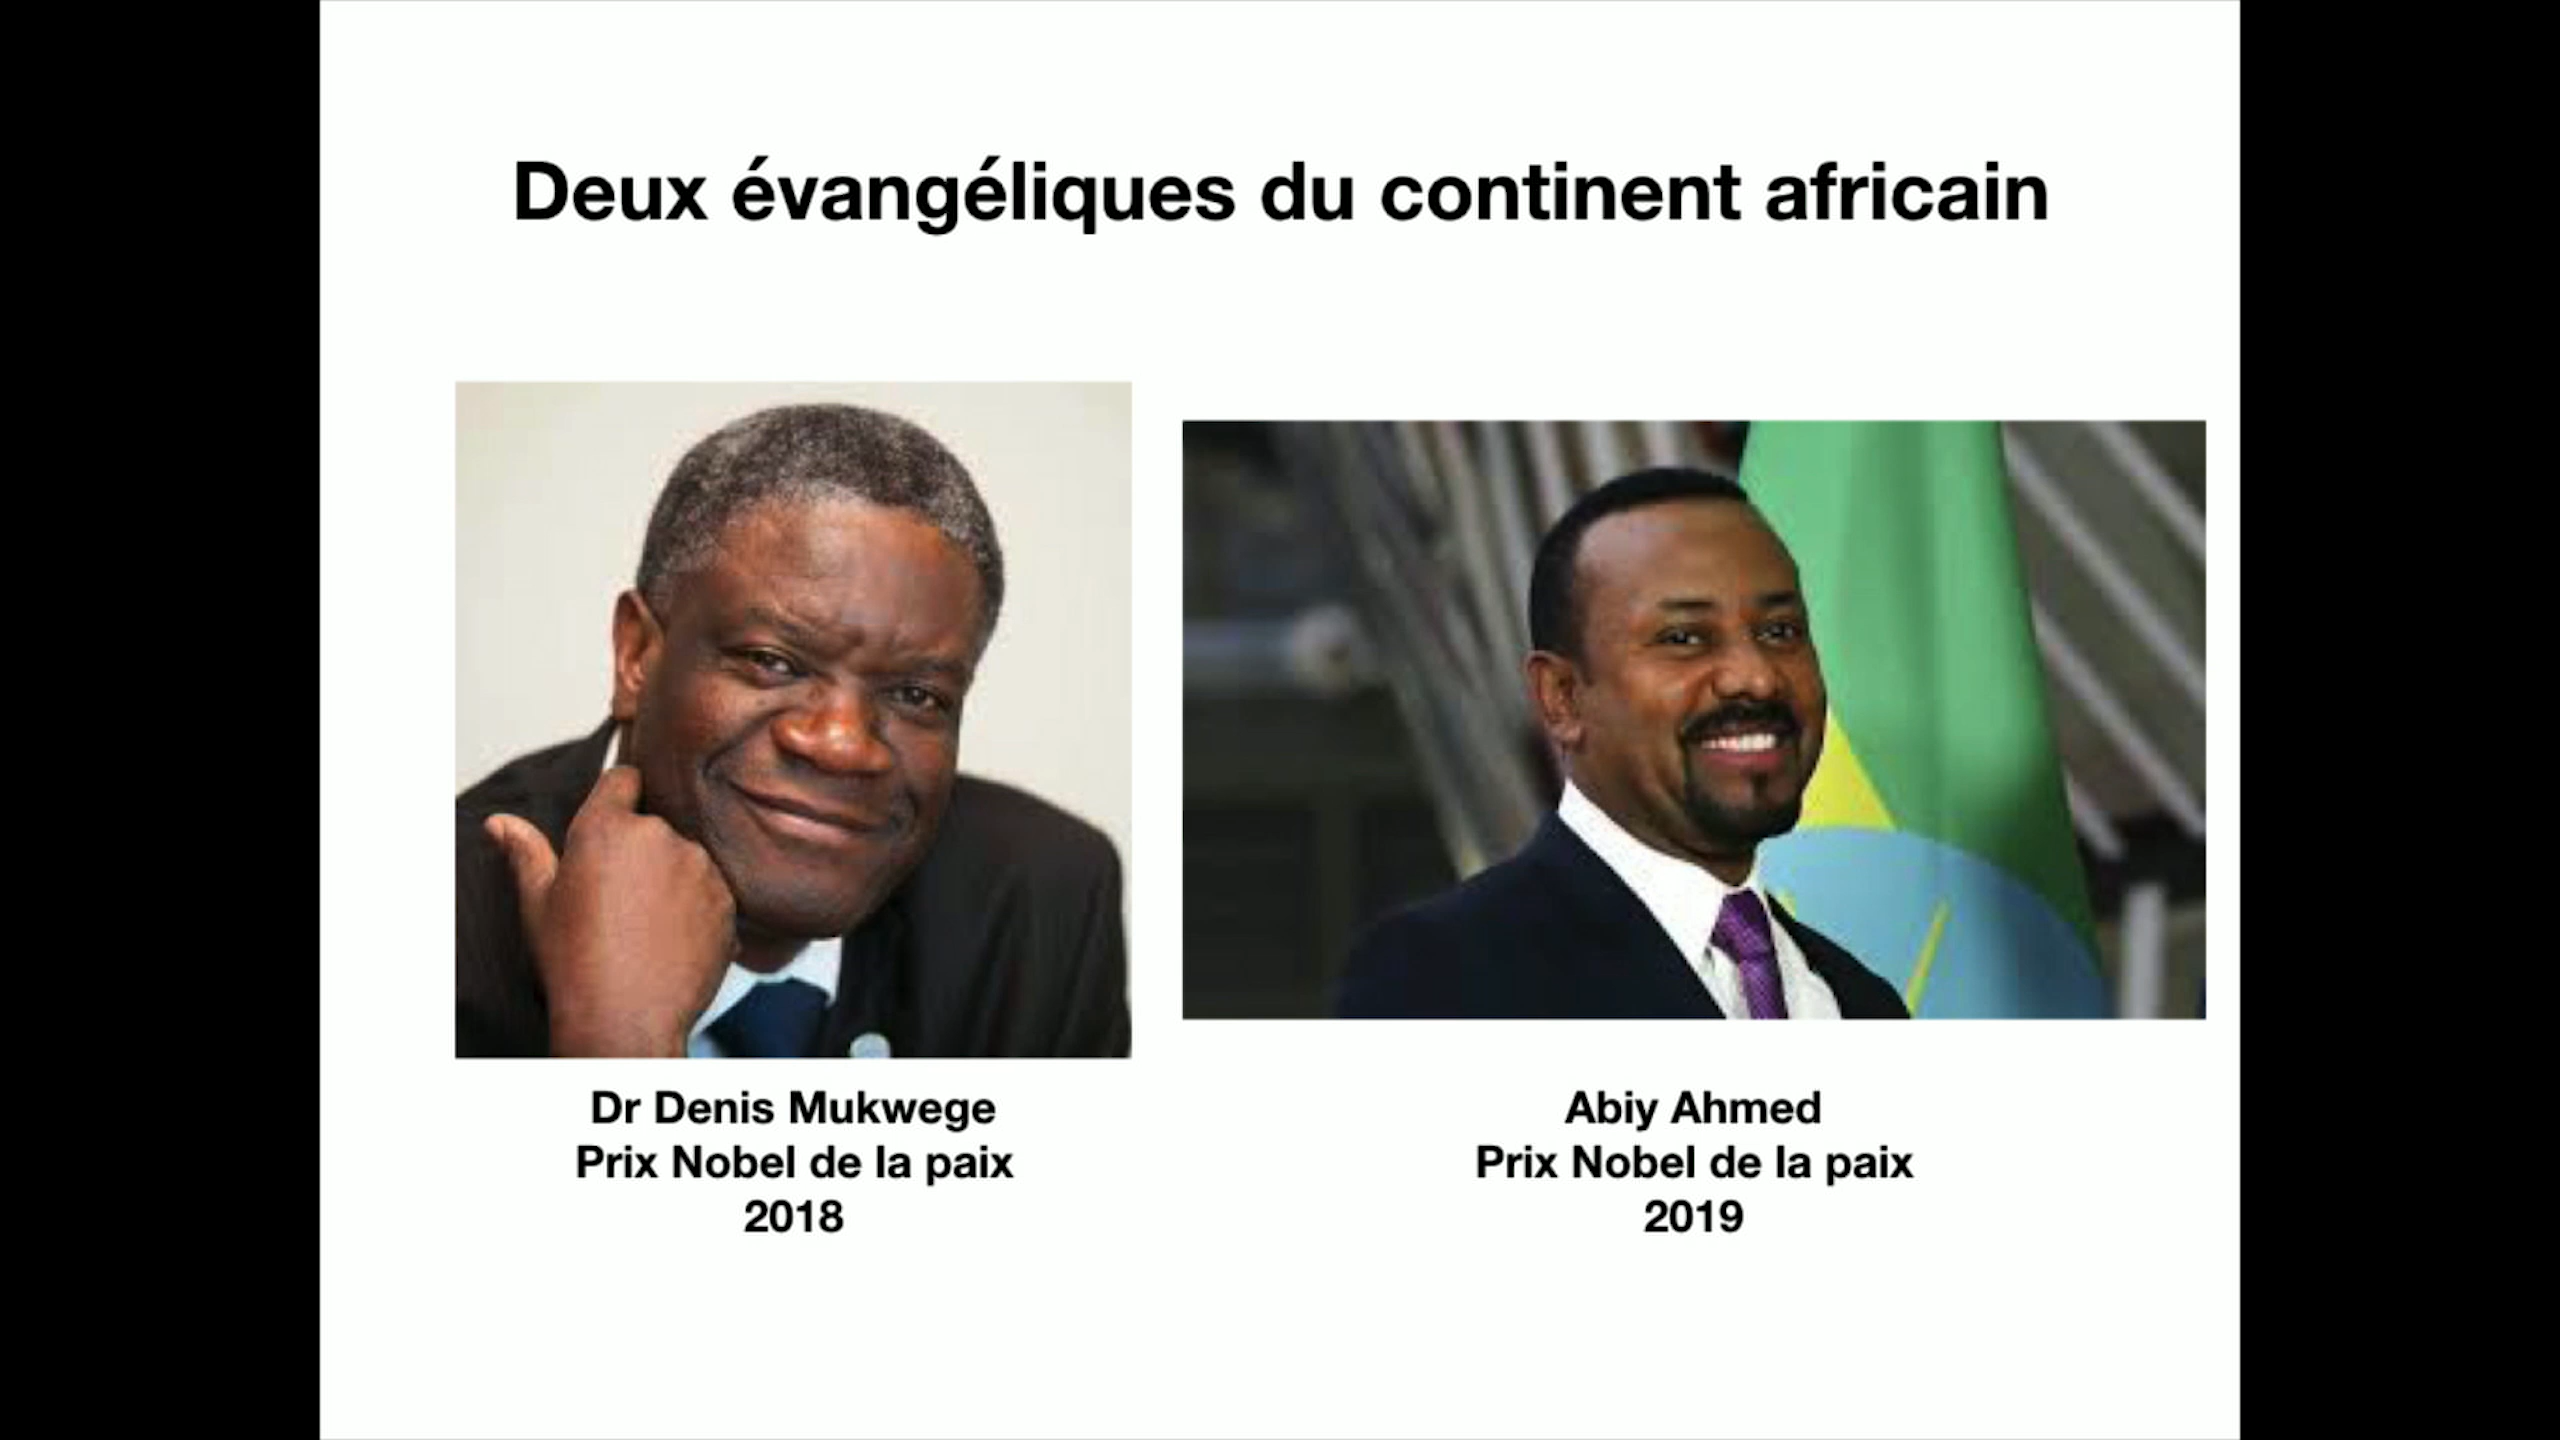 Deux évangéliques du continent africain
Dr Denis Mukwege
Prix Nobel de la paix
2018
Abiy Ahmed
Prix Nobel de la paix
2019